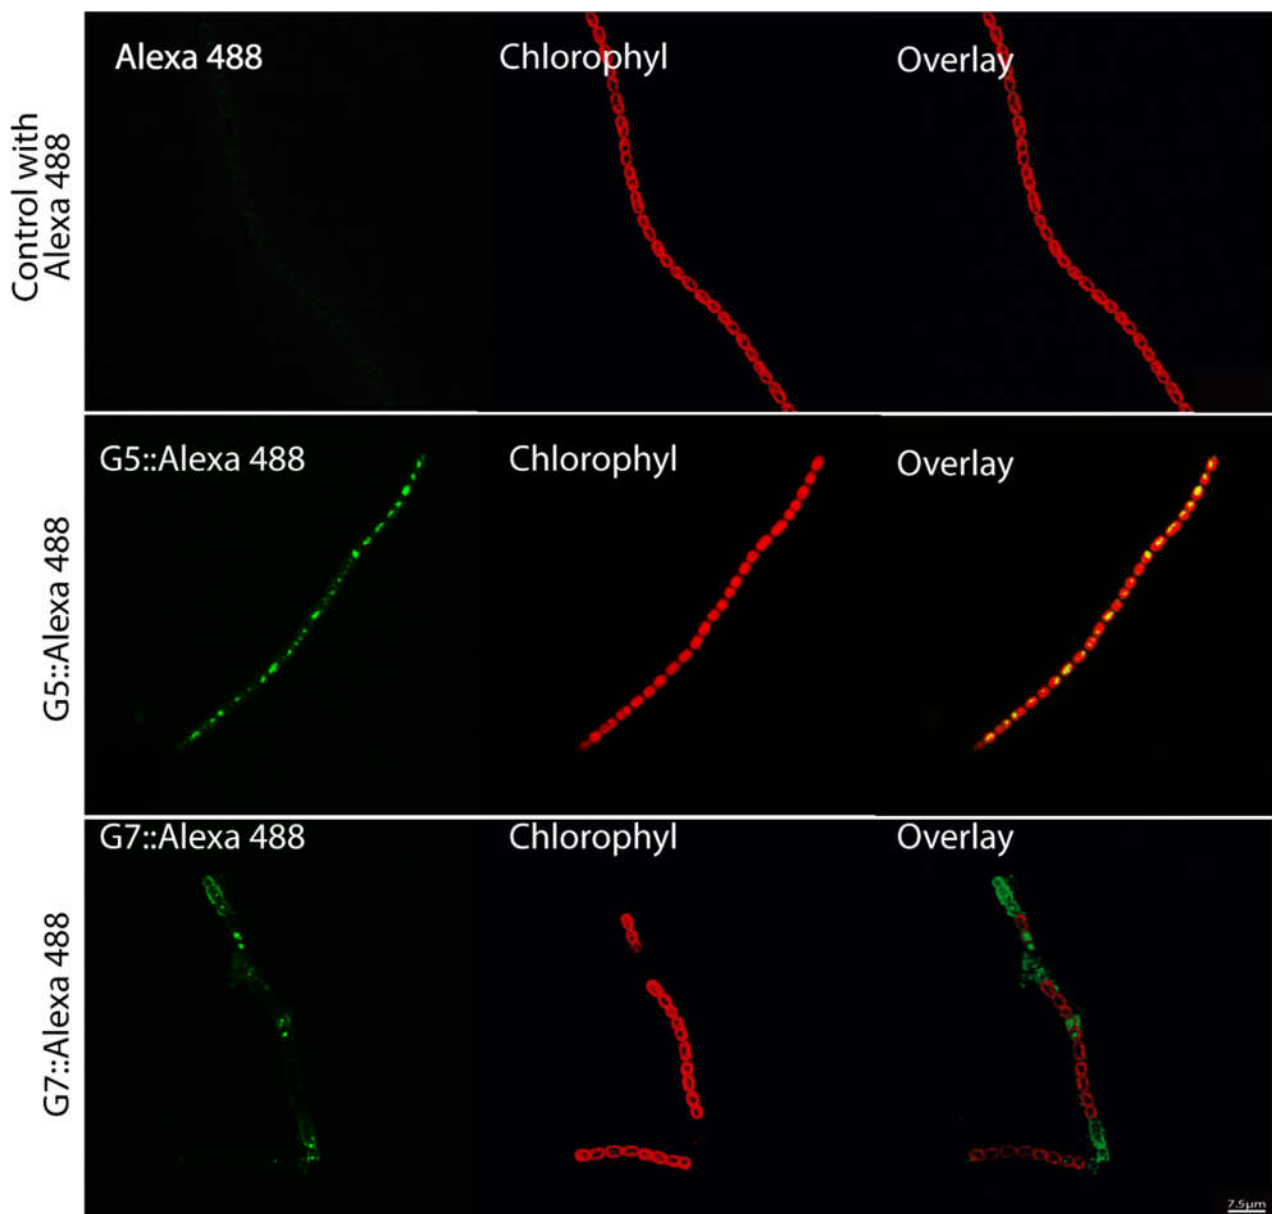 Control with
Alexa 488
Alexa 488
Chlorophyl
Overlay
G5::Alexa 488
G5::Alexa 488
Chlorophyl
Overlay
G7::Alexa 488
G7::Alexa 488
Chlorophyl
Overlay
7.5µm